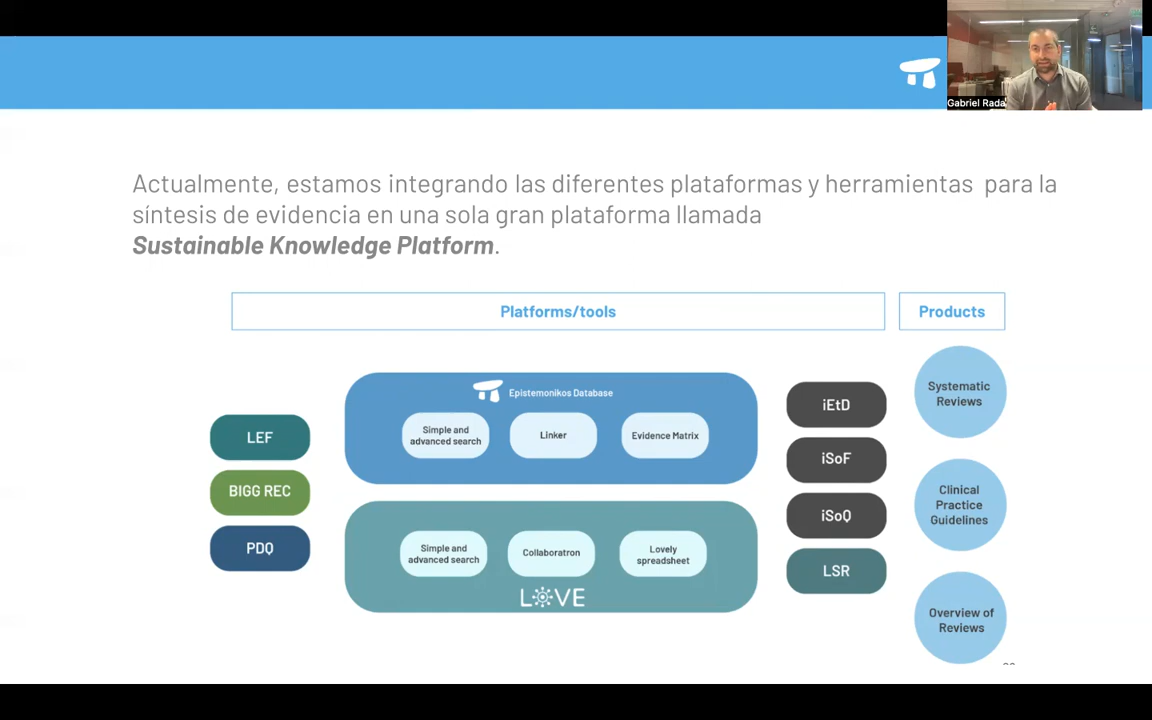 Gabriel Rada
Actualmente, estamos integrando las diferentes plataformas y herramientas para la
síntesis de evidencia en una sola gran plataforma llamada
Sustainable Knowledge Platform.
Platforms/tools
Products
LEF
BIGG REC
PDQ
Epistemonikos Database
Simple and
advanced search
Linker
Evidence Matrix
Simple and
advanced search
Collaboratron
Lovely
spreadsheet
LOVE
iEtD
iSoF
iSoQ
LSR
Systematic
Reviews
Clinical
Practice
Guidelines
Overview of
Reviews